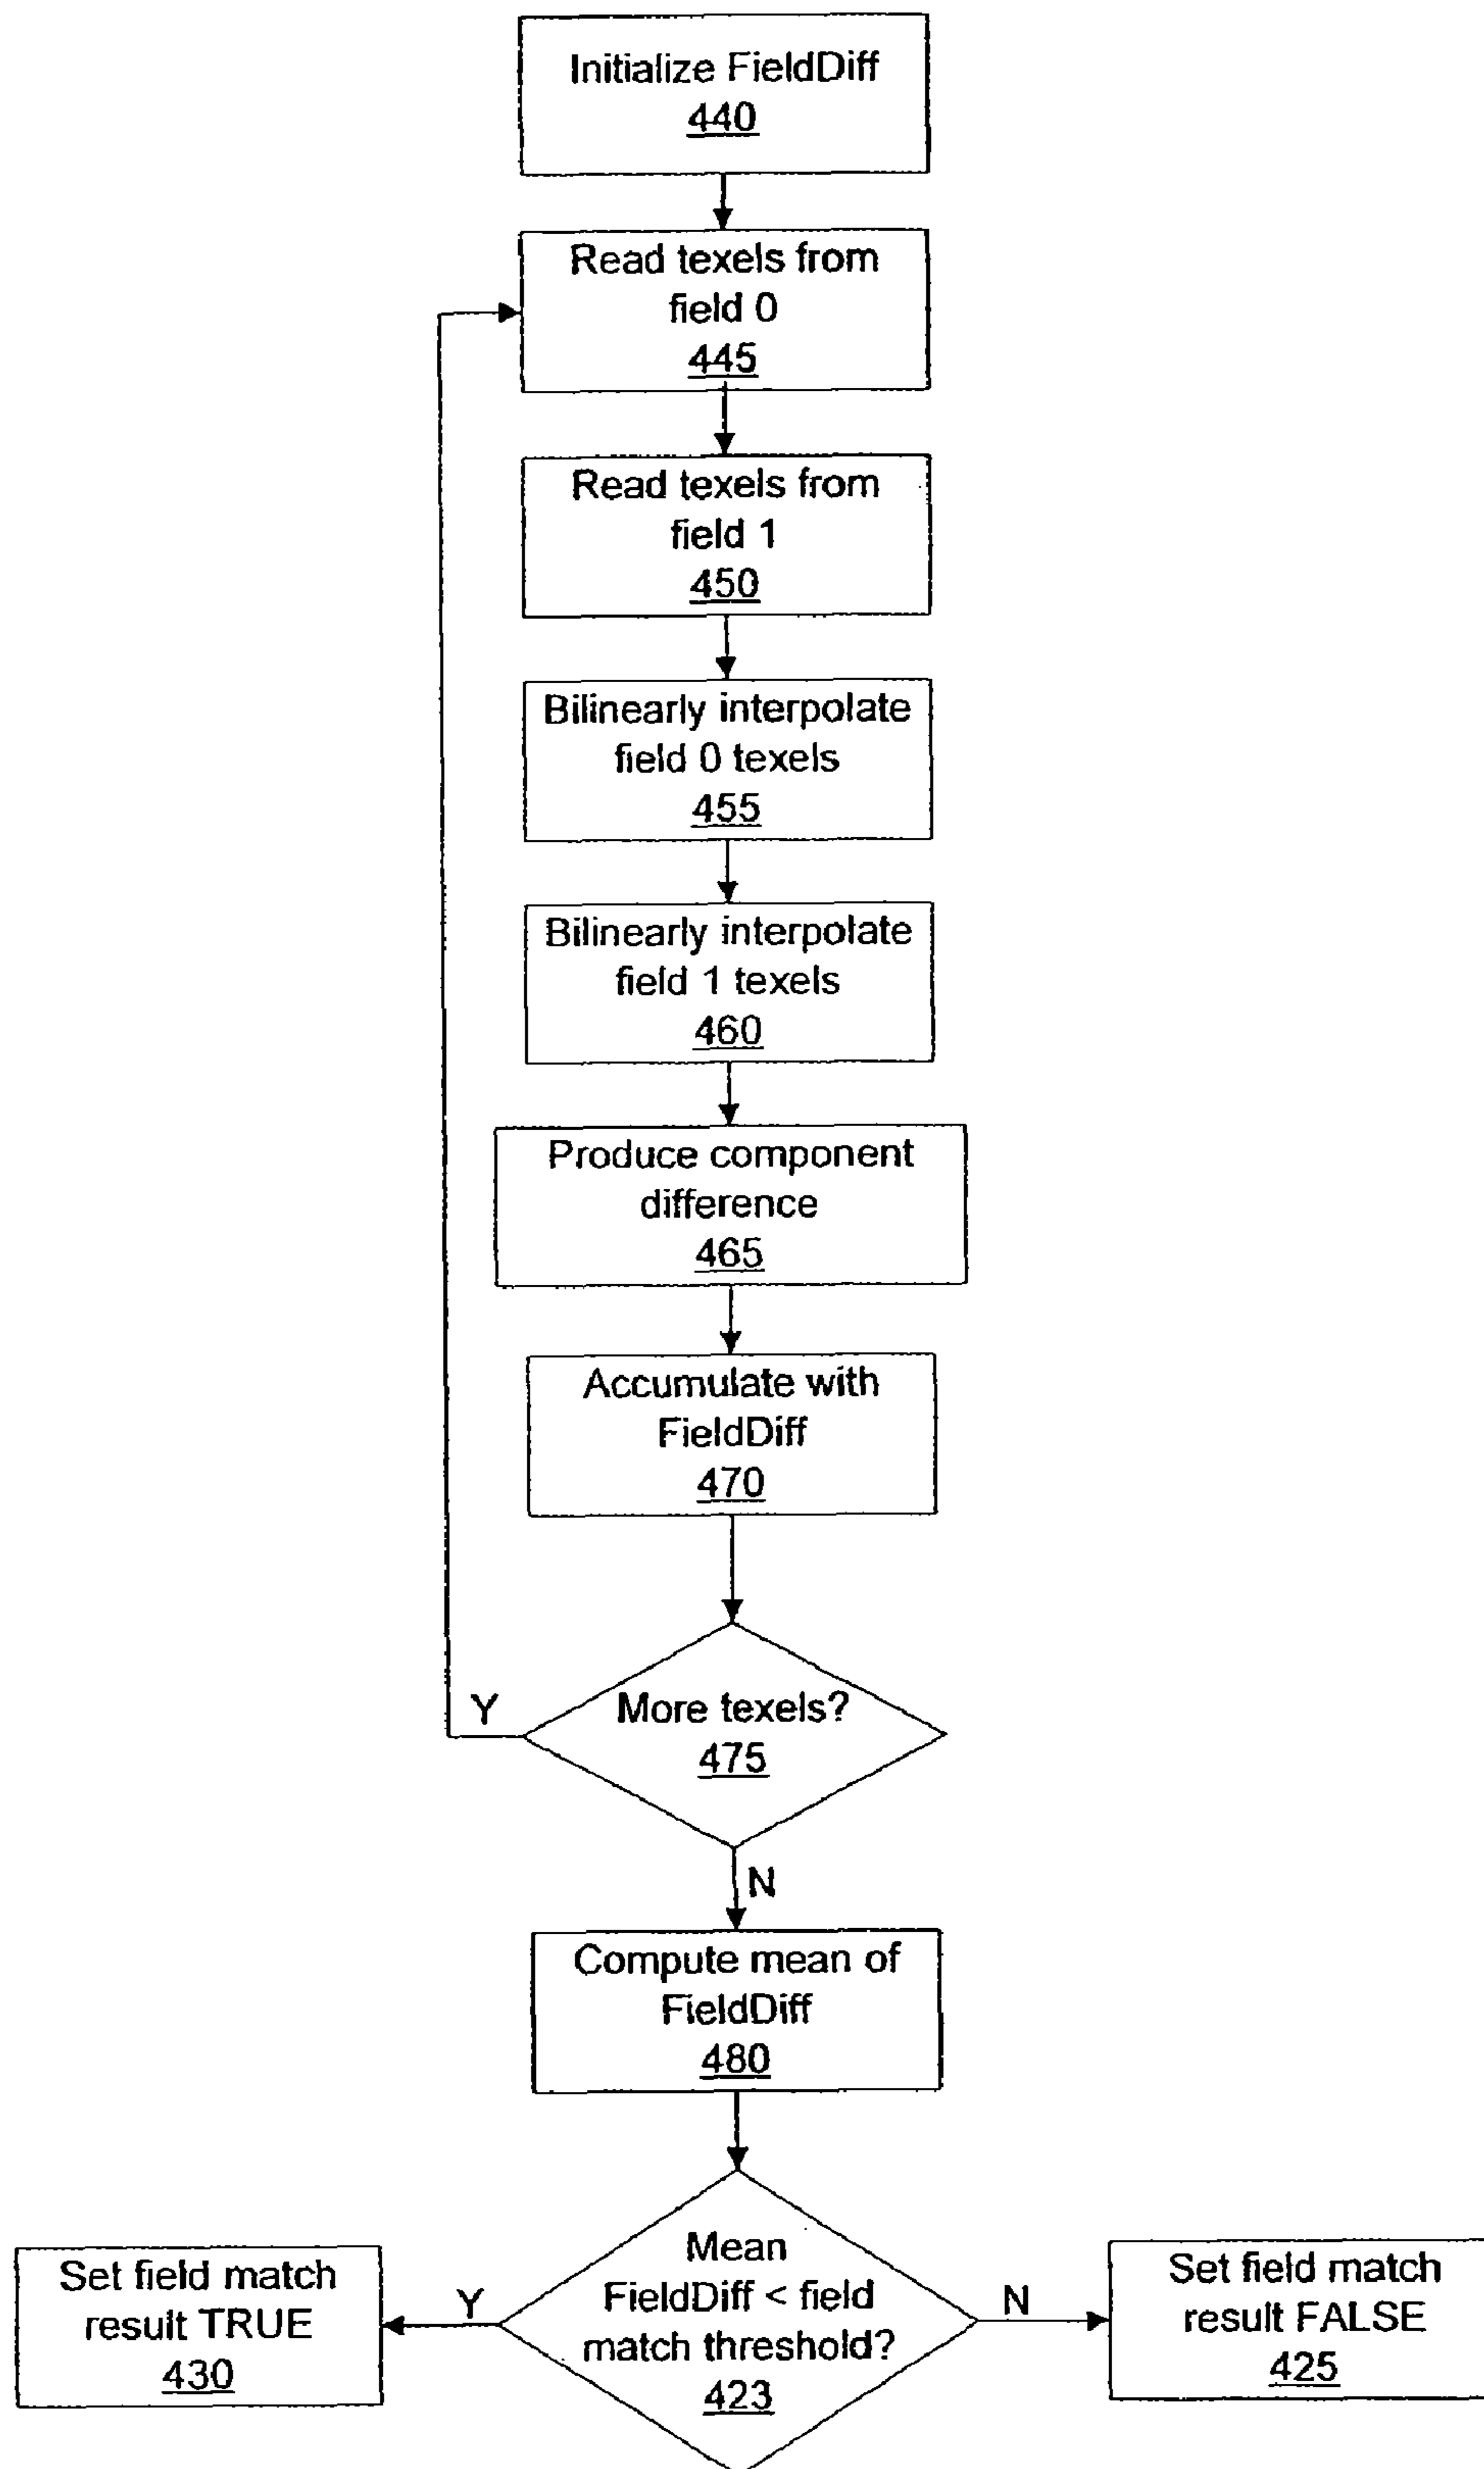 Initialize FieldDiff
440
Read texels from
field 0
445
Read texels from
field 1
450
Bilinearly interpolate
field 0 texels
455
Bilinearly interpolate
field 1 texels
460
Produce component
difference
465
Accumulate with
FieldDiff
470
More texels?
475
Y
N
Compute mean of
FieldDiff
480
Mean
FieldDiff < field
match threshold?
423
Y
N
Set field match
result TRUE
430
Set field match
result FALSE
425